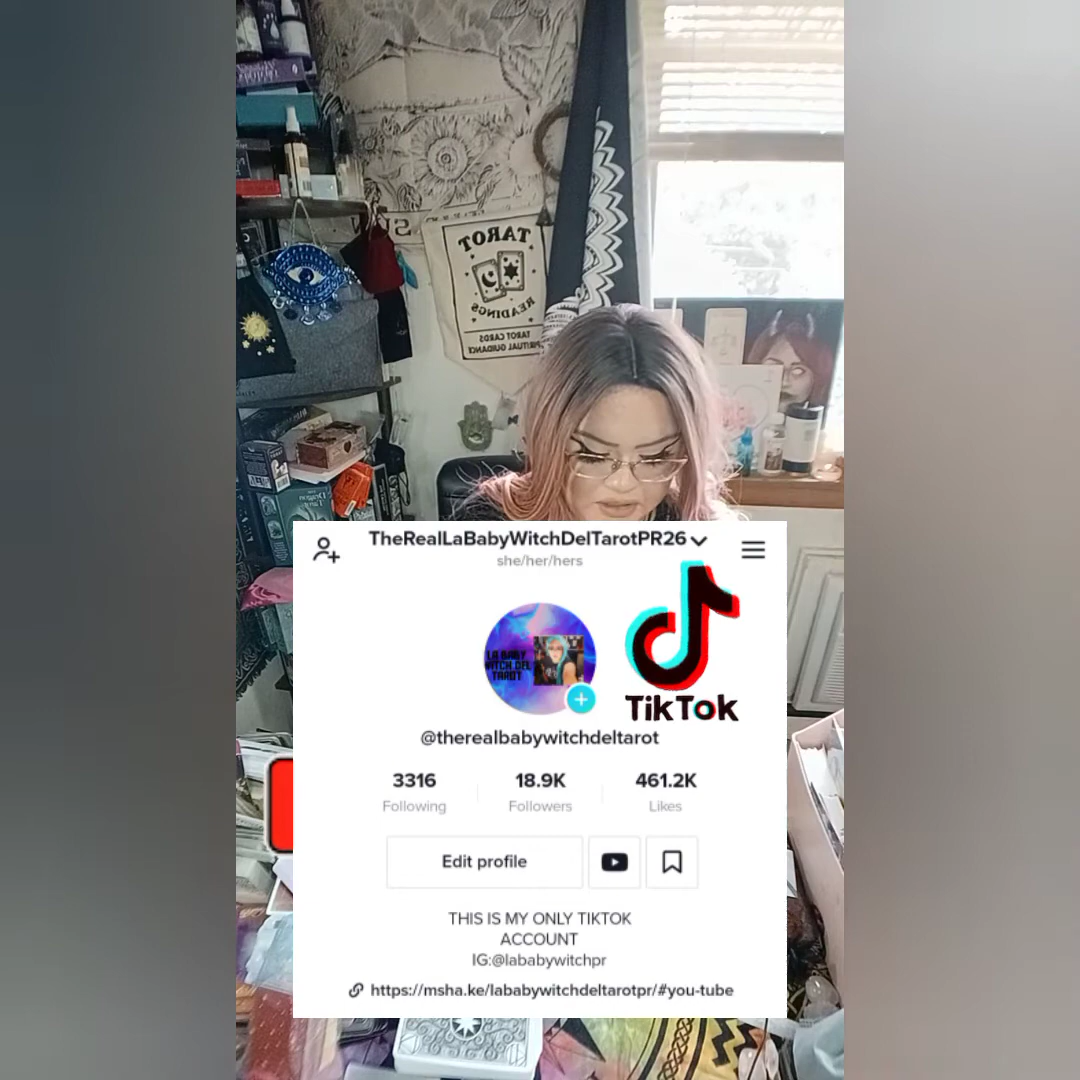 TAROT
READINGS
TAROT CARDS
SPIRITUAL GUIDANCE
TheRealLaBabyWitchDelTarotPR26
she/her/hers
TikTok
LA BABY
WITCH DEL
TAROT
@therealbabywitchdeltarot
3316
18.9K
461.2K
Following
Followers
Likes
Edit profile
THIS IS MY ONLY TIKTOK
ACCOUNT
IG:@lababywitchpr
https://msha.ke/lababywitchdeltarotpr/#you-tube